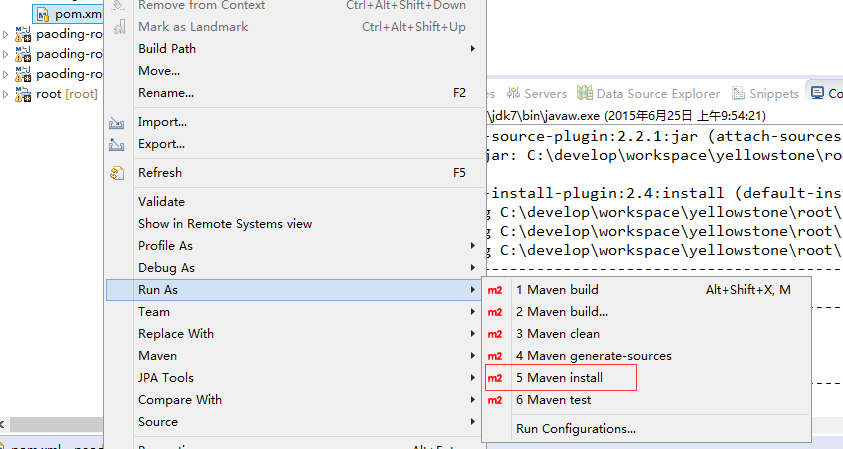 pom.xm
paoding-ro
paoding-ro
paoding-ro
root [root]
Remove from Context Ctrl+Alt+Shift+Down
Mark as Landmark Ctrl+Alt+Shift+Up
Build Path
Move...
Rename... F2
Import...
Export...
Refresh F5
Validate
Show in Remote Systems view
Profile As
Debug As
Run As
Team
Replace With
Maven
JPA Tools
Compare With
Source
m2 1 Maven build Alt+Shift+X, M
m2 2 Maven build...
m2 3 Maven clean
m2 4 Maven generate-sources
m2 5 Maven install
m2 6 Maven test
Run Configurations...
es Servers Data Source Explorer Snippets Co
\jdk7\bin\javaw.exe (2015年6月25日 上午9:54:21)
-source-plugin:2.2.1:jar (attach-sources
jar: C:\develop\workspace\yellowstone\roo
-install-plugin:2.4:install (default-ins
g C:\develop\workspace\yellowstone\root\
g C:\develop\workspace\yellowstone\root\
g C:\develop\workspace\yellowstone\root\